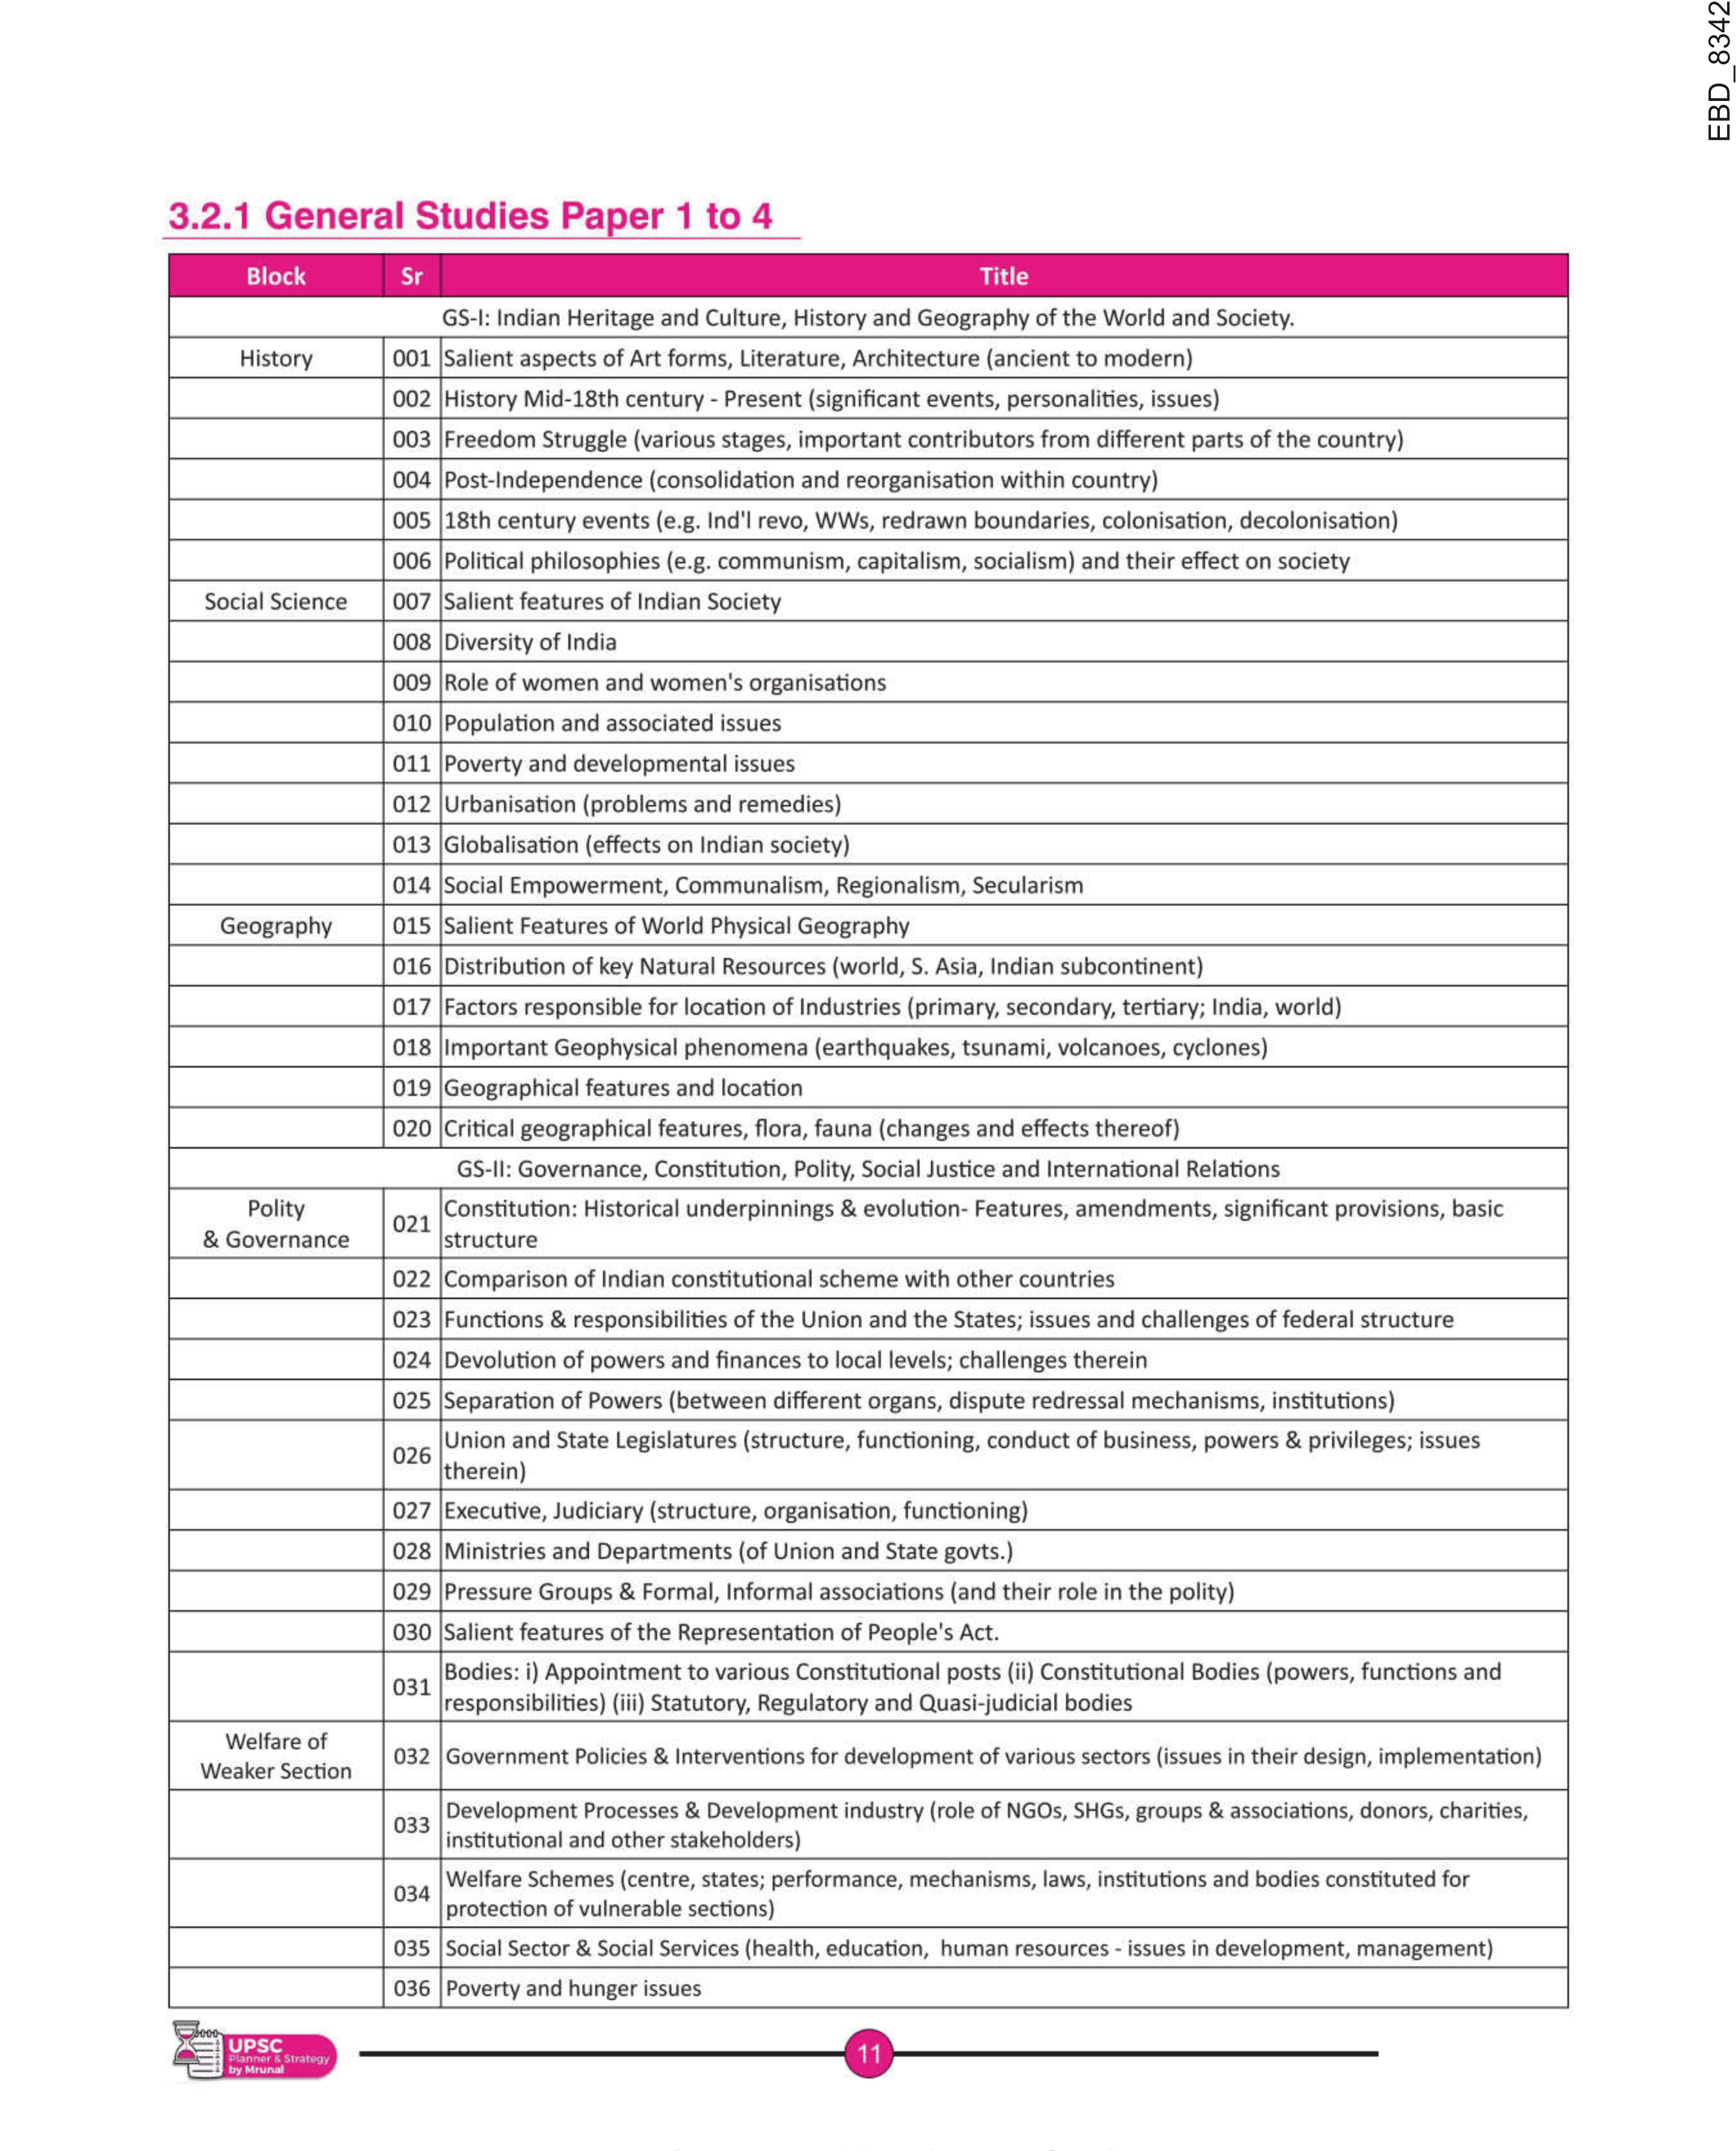 EBD_8342
3.2.1 General Studies Paper 1 to 4
Block Sr Title
GS-I: Indian Heritage and Culture, History and Geography of the World and Society.
History 001 Salient aspects of Art forms, Literature, Architecture (ancient to modern)
002 History Mid-18th century - Present (significant events, personalities, issues)
003 Freedom Struggle (various stages, important contributors from different parts of the country)
004 Post-Independence (consolidation and reorganisation within country)
005 18th century events (e.g. Ind'l revo, WWs, redrawn boundaries, colonisation, decolonisation)
006 Political philosophies (e.g. communism, capitalism, socialism) and their effect on society
Social Science 007 Salient features of Indian Society
008 Diversity of India
009 Role of women and women's organisations
010 Population and associated issues
011 Poverty and developmental issues
012 Urbanisation (problems and remedies)
013 Globalisation (effects on Indian society)
014 Social Empowerment, Communalism, Regionalism, Secularism
Geography 015 Salient Features of World Physical Geography
016 Distribution of key Natural Resources (world, S. Asia, Indian subcontinent)
017 Factors responsible for location of Industries (primary, secondary, tertiary; India, world)
018 Important Geophysical phenomena (earthquakes, tsunami, volcanoes, cyclones)
019 Geographical features and location
020 Critical geographical features, flora, fauna (changes and effects thereof)
GS-II: Governance, Constitution, Polity, Social Justice and International Relations
Polity
& Governance
021
Constitution: Historical underpinnings & evolution- Features, amendments, significant provisions, basic
structure
022 Comparison of Indian constitutional scheme with other countries
023 Functions & responsibilities of the Union and the States; issues and challenges of federal structure
024 Devolution of powers and finances to local levels; challenges therein
025 Separation of Powers (between different organs, dispute redressal mechanisms, institutions)
026
Union and State Legislatures (structure, functioning, conduct of business, powers & privileges; issues
therein)
027 Executive, Judiciary (structure, organisation, functioning)
028 Ministries and Departments (of Union and State govts.)
029 Pressure Groups & Formal, Informal associations (and their role in the polity)
030 Salient features of the Representation of People's Act.
031
Bodies: i) Appointment to various Constitutional posts (ii) Constitutional Bodies (powers, functions and
responsibilities) (iii) Statutory, Regulatory and Quasi-judicial bodies
Welfare of
Weaker Section
032 Government Policies & Interventions for development of various sectors (issues in their design, implementation)
033
Development Processes & Development industry (role of NGOs, SHGs, groups & associations, donors, charities,
institutional and other stakeholders)
034
Welfare Schemes (centre, states; performance, mechanisms, laws, institutions and bodies constituted for
protection of vulnerable sections)
035 Social Sector & Social Services (health, education, human resources - issues in development, management)
036 Poverty and hunger issues
UPSC
Planner & Strategy
by Mrunal
11